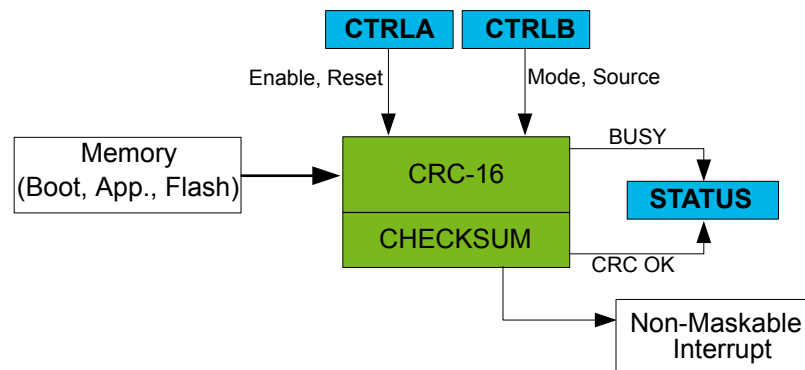 CTRLA
CTRLB
Enable, Reset
Mode, Source
Memory
(Boot, App., Flash)
CRC-16
BUSY
STATUS
CHECKSUM
CRC OK
Non-Maskable
Interrupt